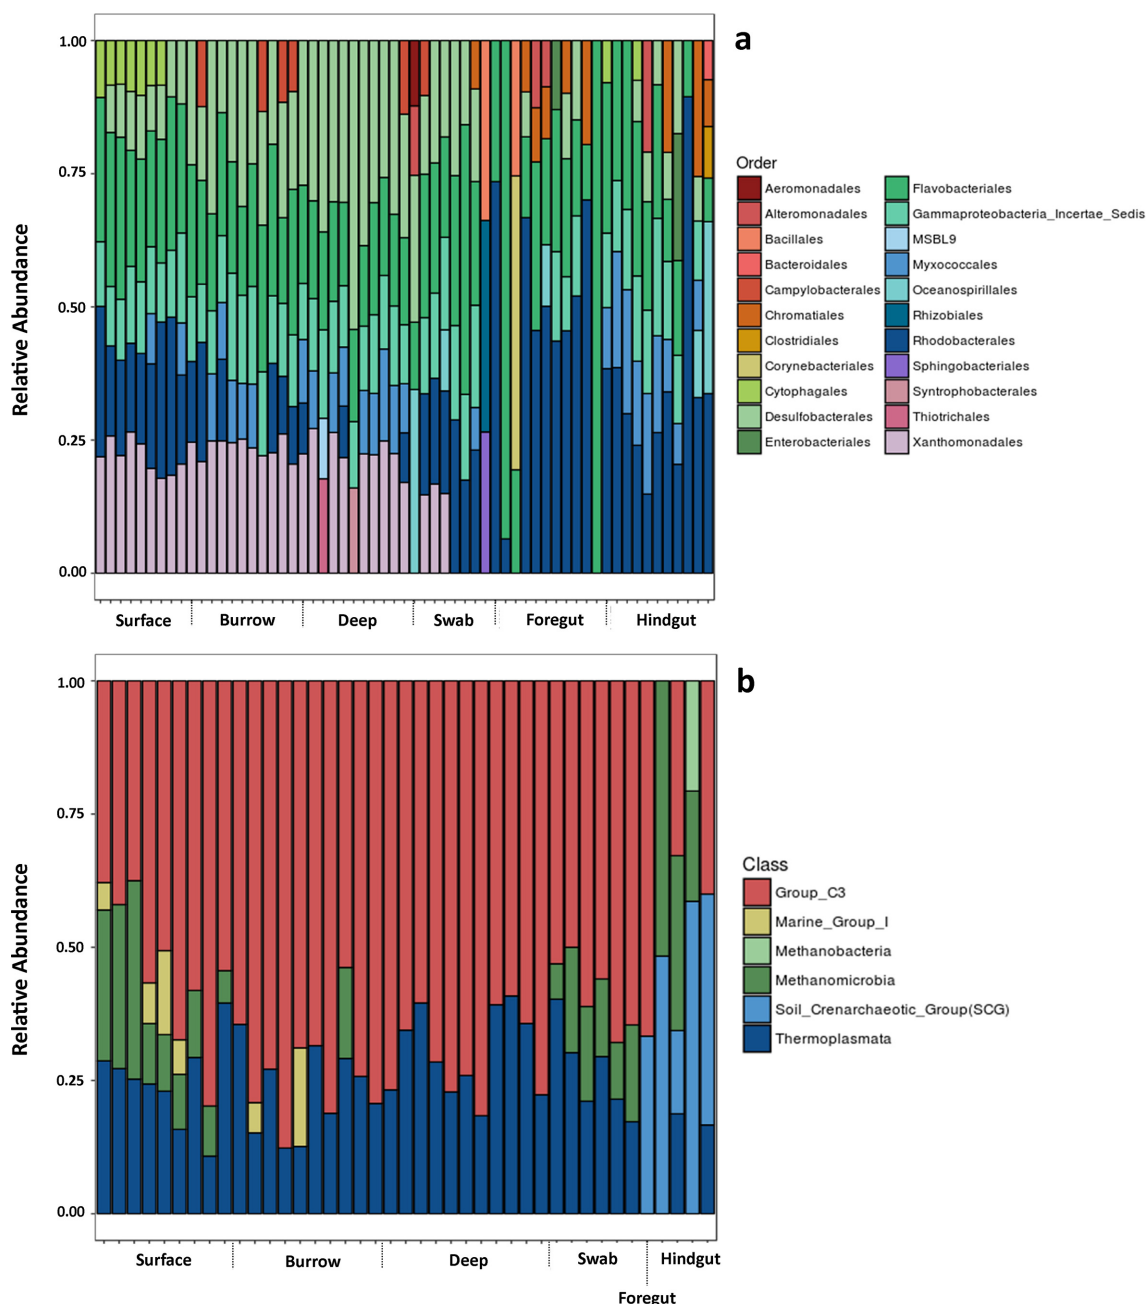 a
1.00
0.75
0.50
0.25
0.00
Relative Abundance
Surface Burrow Deep Swab Foregut Hindgut
Order
Aeromonadales Flavobacteriales
Alteromonadales Gammaproteobacteria_Incertae_Sedis
Bacillales MSBL9
Bacteroidales Myxococcales
Campylobacterales Oceanospirillales
Chromatiales Rhizobiales
Clostridiales Rhodobacterales
Corynebacteriales Sphingobacteriales
Cytophagales Syntrophobacterales
Desulfobacterales Thiotrichales
Enterobacteriales Xanthomonadales
b
1.00
0.75
0.50
0.25
0.00
Relative Abundance
Surface Burrow Deep Swab Hindgut
Foregut
Class
Group_C3
Marine_Group_I
Methanobacteria
Methanomicrobia
Soil_Crenarchaeotic_Group(SCG)
Thermoplasmata